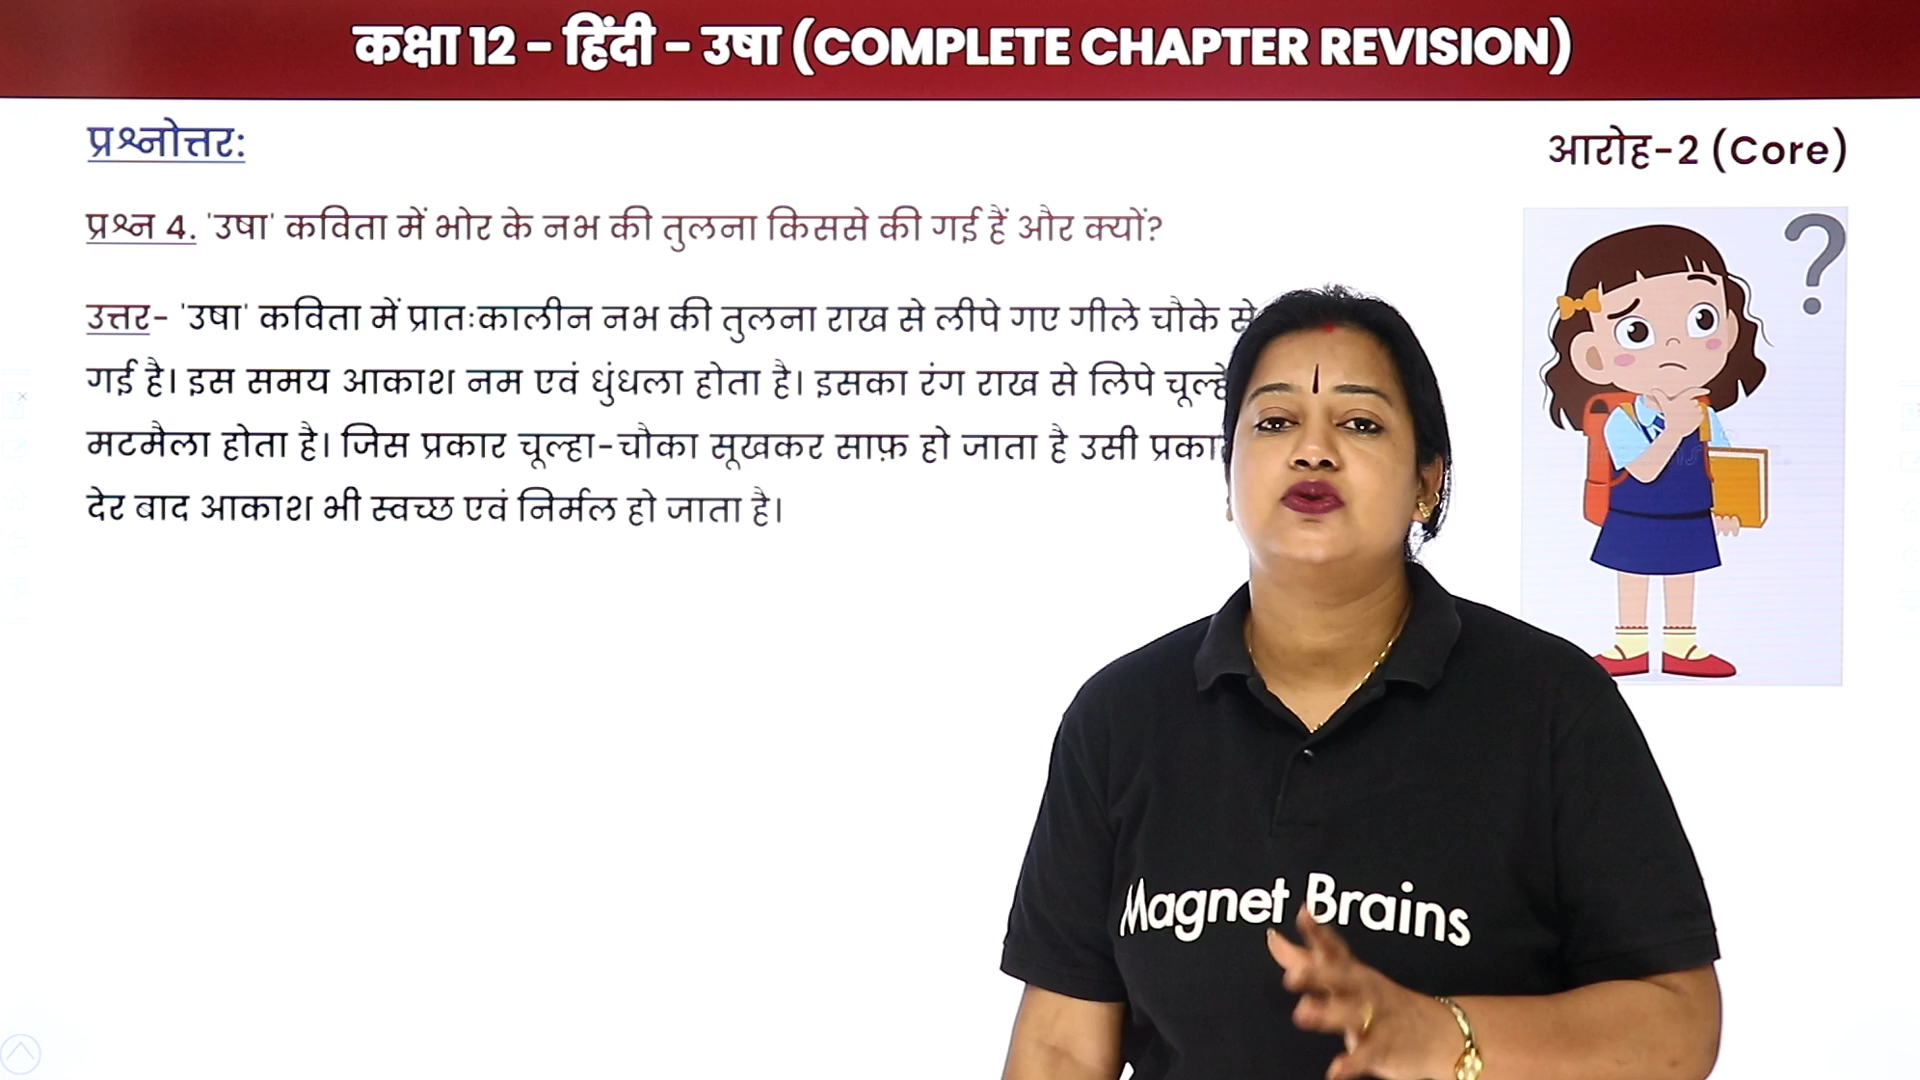 कक्षा 12 - हिंदी - उषा (COMPLETE CHAPTER REVISION)
प्रश्नोत्तर:
आरोह-2 (Core)
प्रश्न 4. 'उषा' कविता में भोर के नभ की तुलना किससे की गई हैं और क्यों?
उत्तर- 'उषा' कविता में प्रातःकालीन नभ की तुलना राख से लीपे गए गीले चौके से
गई है। इस समय आकाश नम एवं धुंधला होता है। इसका रंग राख से लिपे
मटमैला होता है। जिस प्रकार चूल्हा-चौका सूखकर साफ़ हो जाता है उसी
देर बाद आकाश भी स्वच्छ एवं निर्मल हो जाता है।
?
Magnet Brains